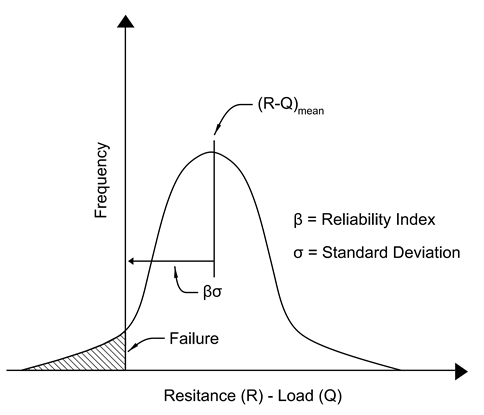 (R-Q)mean
Frequency
β = Reliability Index
σ = Standard Deviation
βσ
Failure
Resitance (R) - Load (Q)